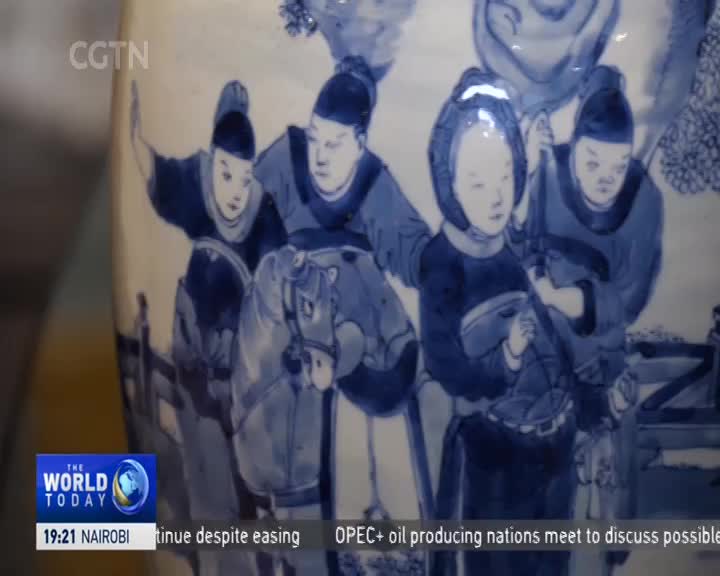 CGTN
THE
WORLD
TODAY
19:21 NAIROBI
tinue despite easing OPEC+ oil producing nations meet to discuss possible